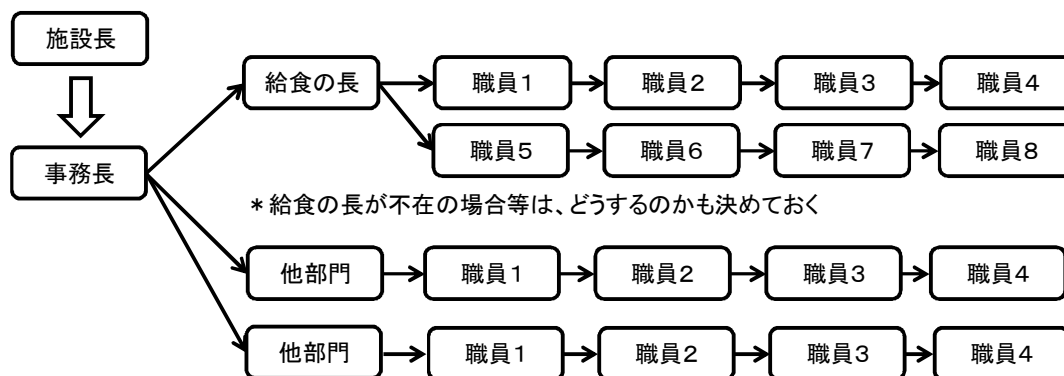 施設長
給食の長
職員1
職員2
職員3
職員4
職員5
職員6
職員7
職員8
事務長
*給食の長が不在の場合等は、どうするのかも決めておく
他部門
職員1
職員2
職員3
職員4
他部門
職員1
職員2
職員3
職員4